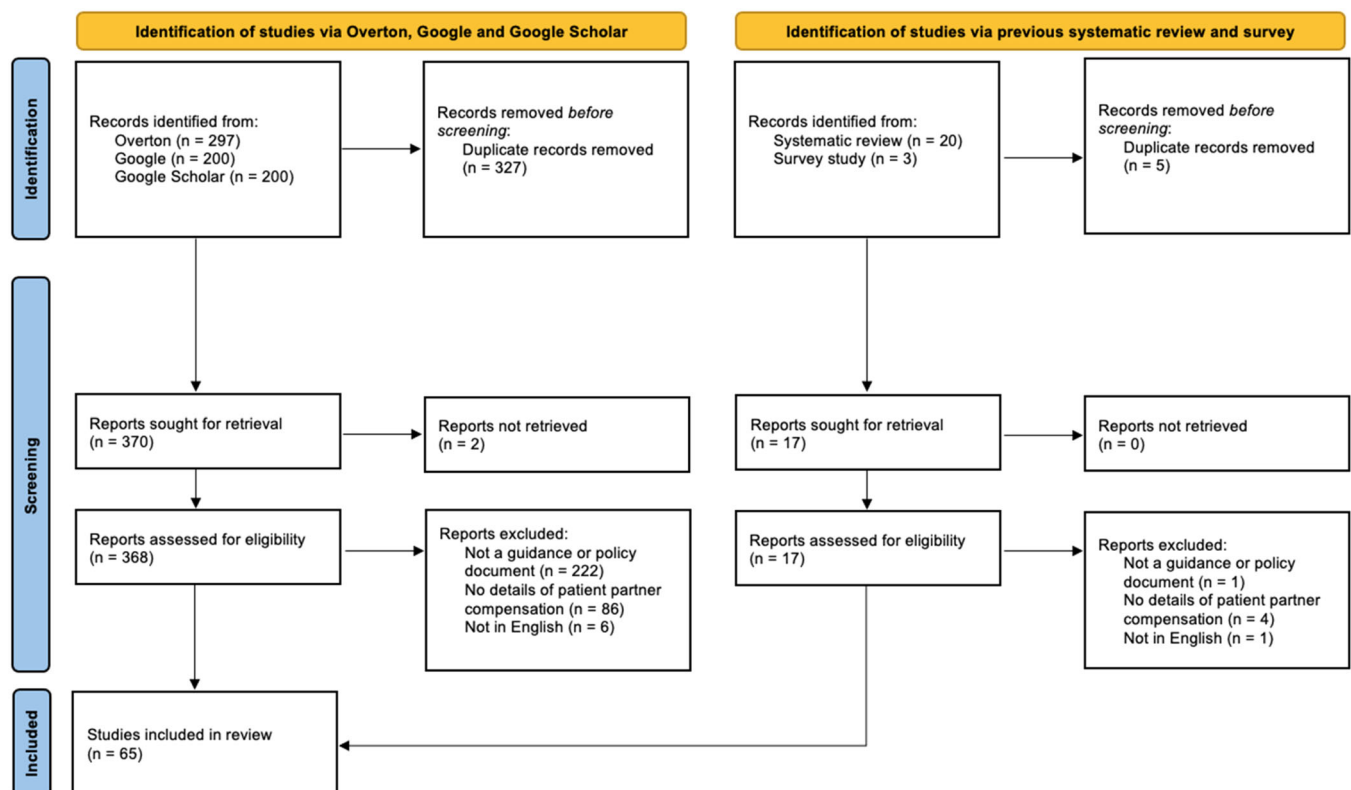 Identification of studies via Overton, Google and Google Scholar
Identification of studies via previous systematic review and survey
Identification
Records identified from:
Overton (n = 297)
Google (n = 200)
Google Scholar (n = 200)
Records removed before
screening:
Duplicate records removed
(n = 327)
Records identified from:
Systematic review (n = 20)
Survey study (n = 3)
Records removed before
screening:
Duplicate records removed
(n = 5)
Screening
Reports sought for retrieval
(n = 370)
Reports not retrieved
(n = 2)
Reports sought for retrieval
(n = 17)
Reports not retrieved
(n = 0)
Reports assessed for eligibility
(n = 368)
Reports excluded:
Not a guidance or policy
document (n = 222)
No details of patient partner
compensation (n = 86)
Not in English (n = 6)
Reports assessed for eligibility
(n = 17)
Reports excluded:
Not a guidance or policy
document (n = 1)
No details of patient partner
compensation (n = 4)
Not in English (n = 1)
Included
Studies included in review
(n = 65)